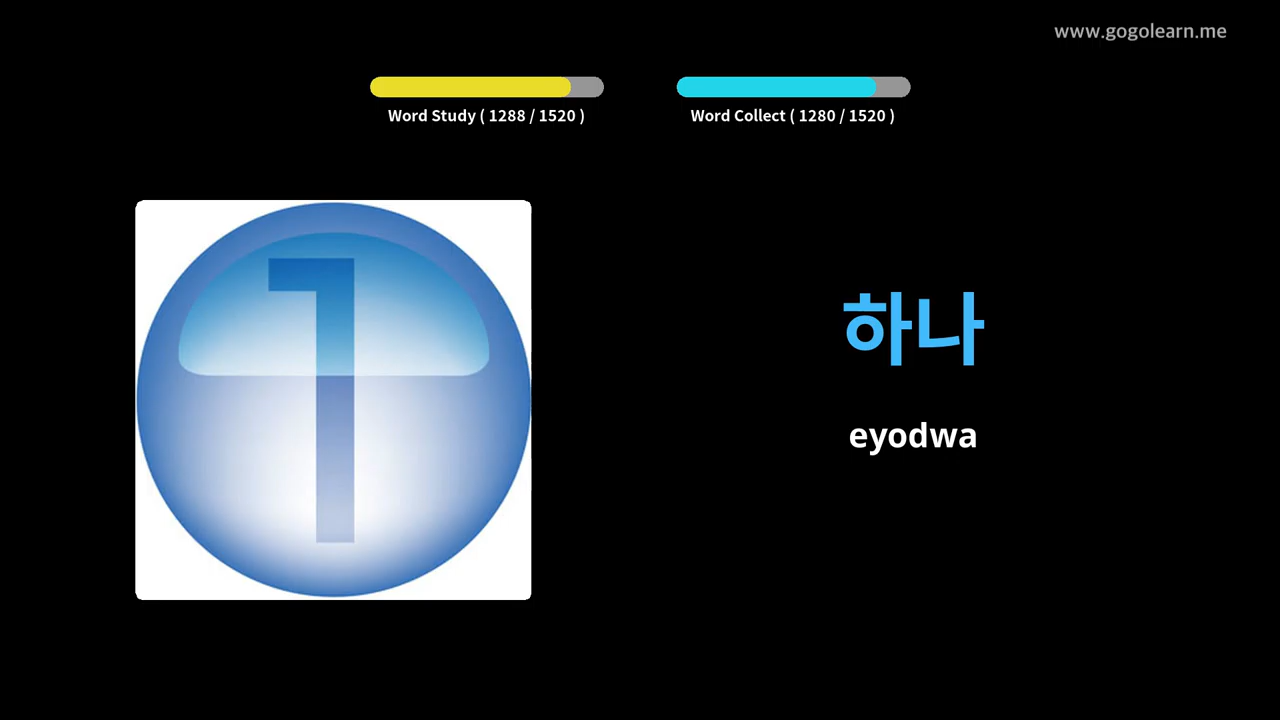 www.gogolearn.me
Word Study ( 1288 / 1520 )
Word Collect ( 1280 / 1520 )
1
하나
eyodwa